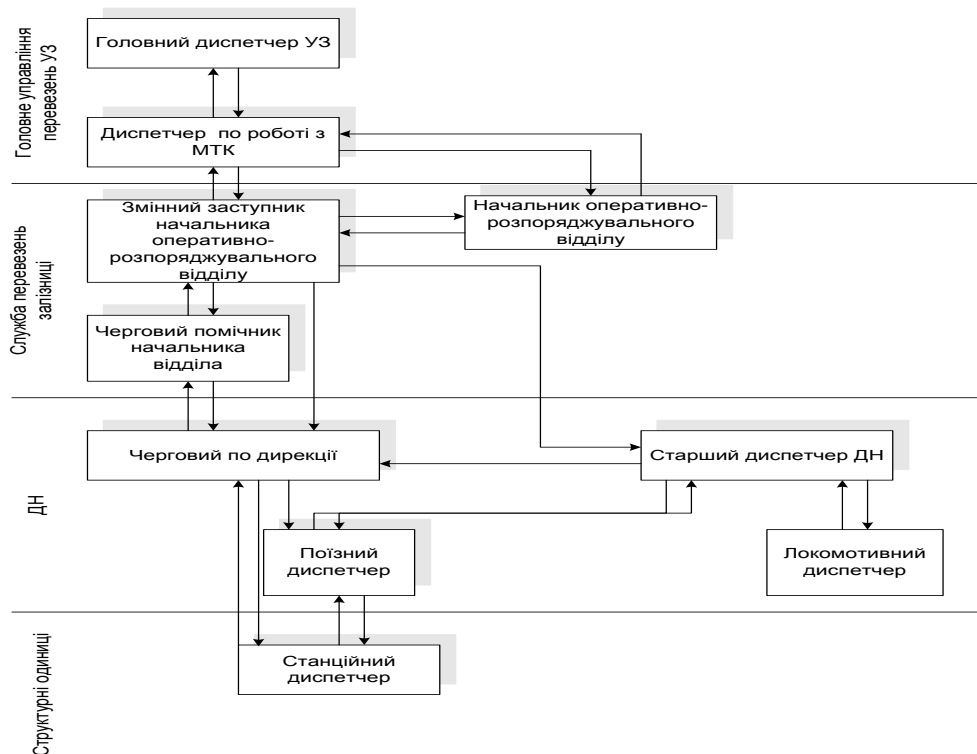 Головне управління
перевезень УЗ
Головний диспетчер УЗ
Диспетчер по роботі з
МТК
Служба перевезень
залізниці
Змінний заступник
начальника
оперативно-
розпоряджувального
відділу
Начальник оперативно-
розпоряджувального
відділу
Черговий помічник
начальника
відділа
ДН
Черговий по дирекції
Старший диспетчер ДН
Поїзний
диспетчер
Локомотивний
диспетчер
Структурні одиниці
Станційний
диспетчер